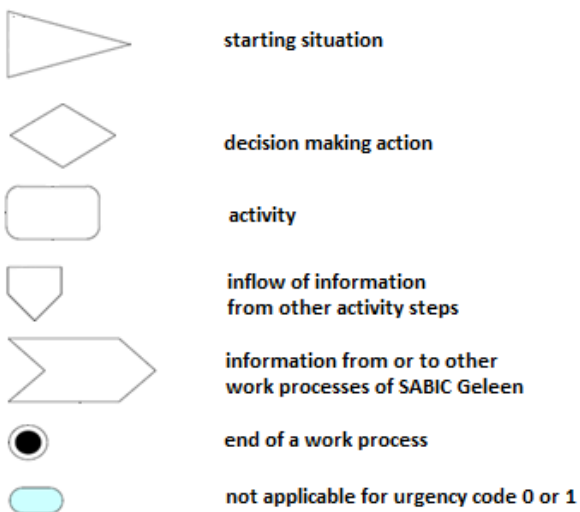 starting situation
decision making action
activity
inflow of information
from other activity steps
information from or to other
work processes of SABIC Geleen
end of a work process
not applicable for urgency code 0 or 1